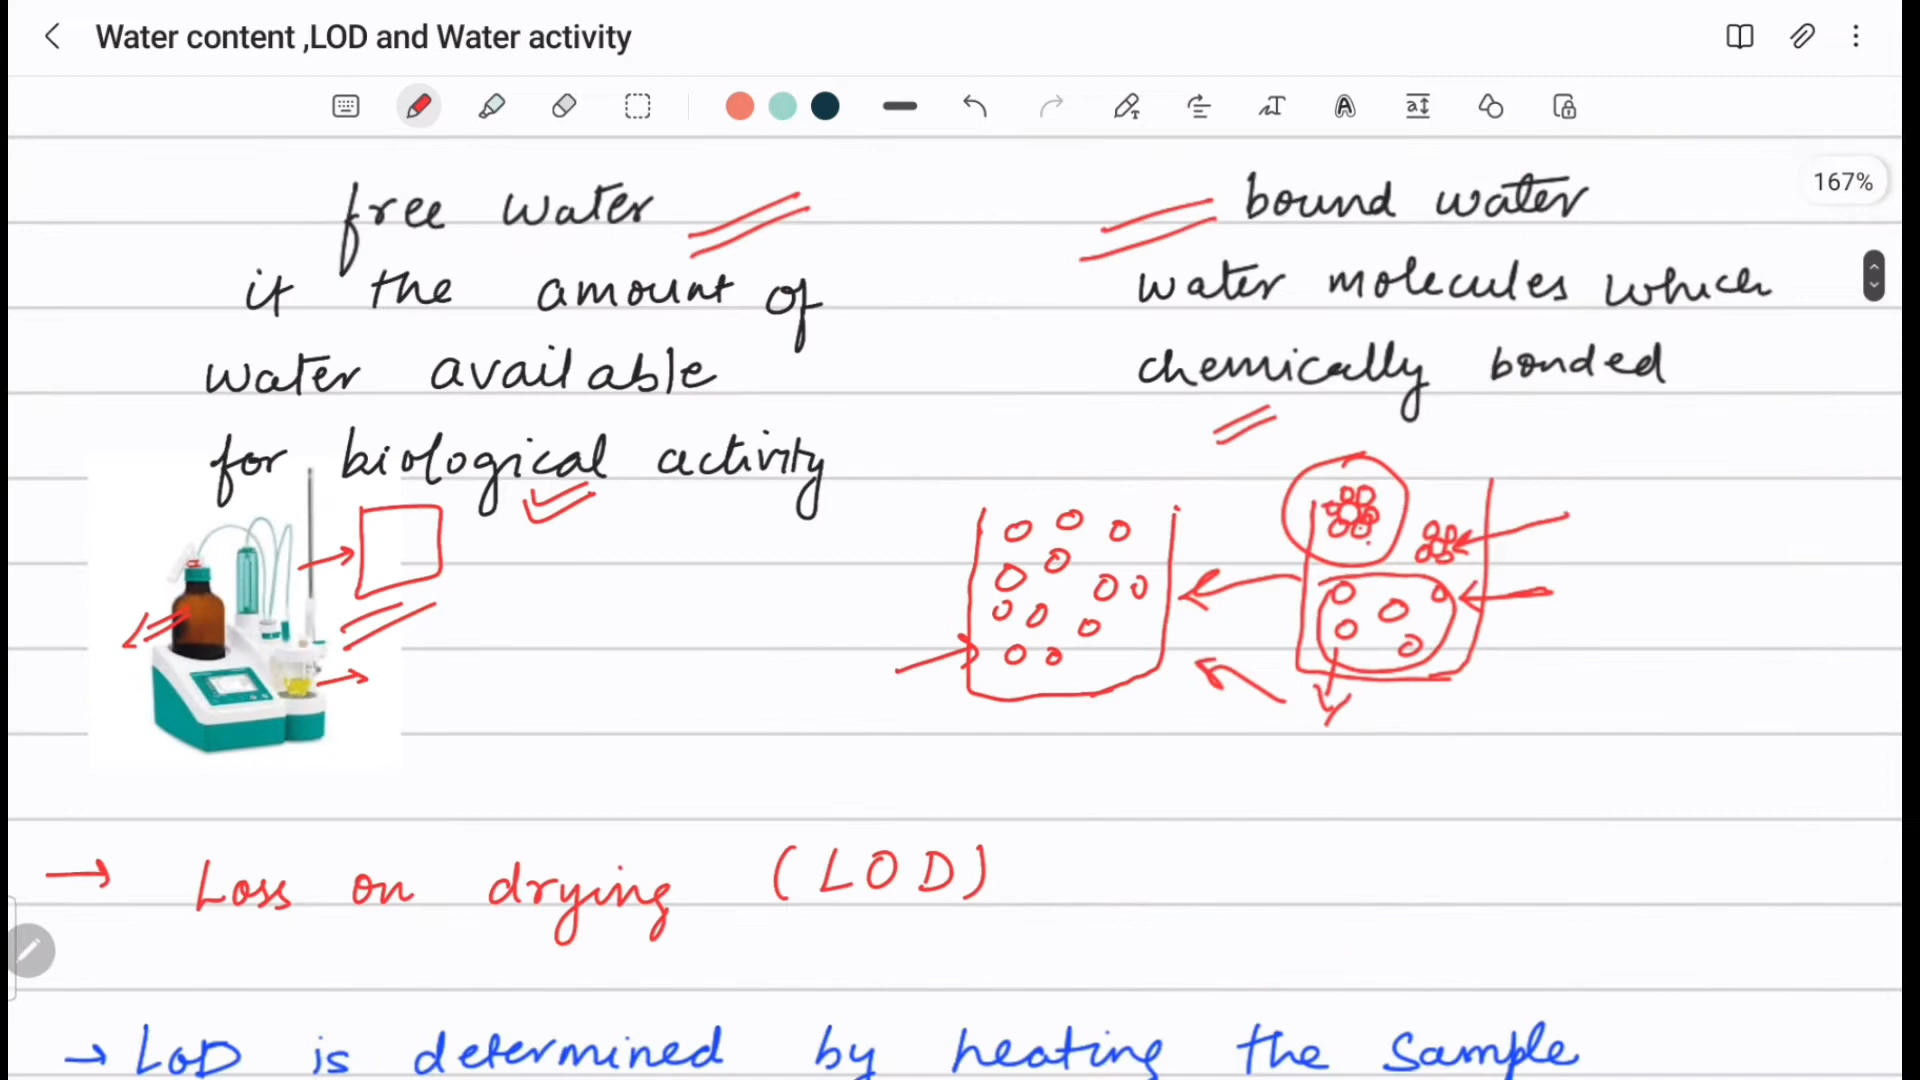 Water content ,LOD and Water activity
167%
free water
it the amount of
water available
for biological activity
bound water
water molecules which
chemically bonded
→ Loss on drying (LOD)
→ LOD is determined by heating the sample